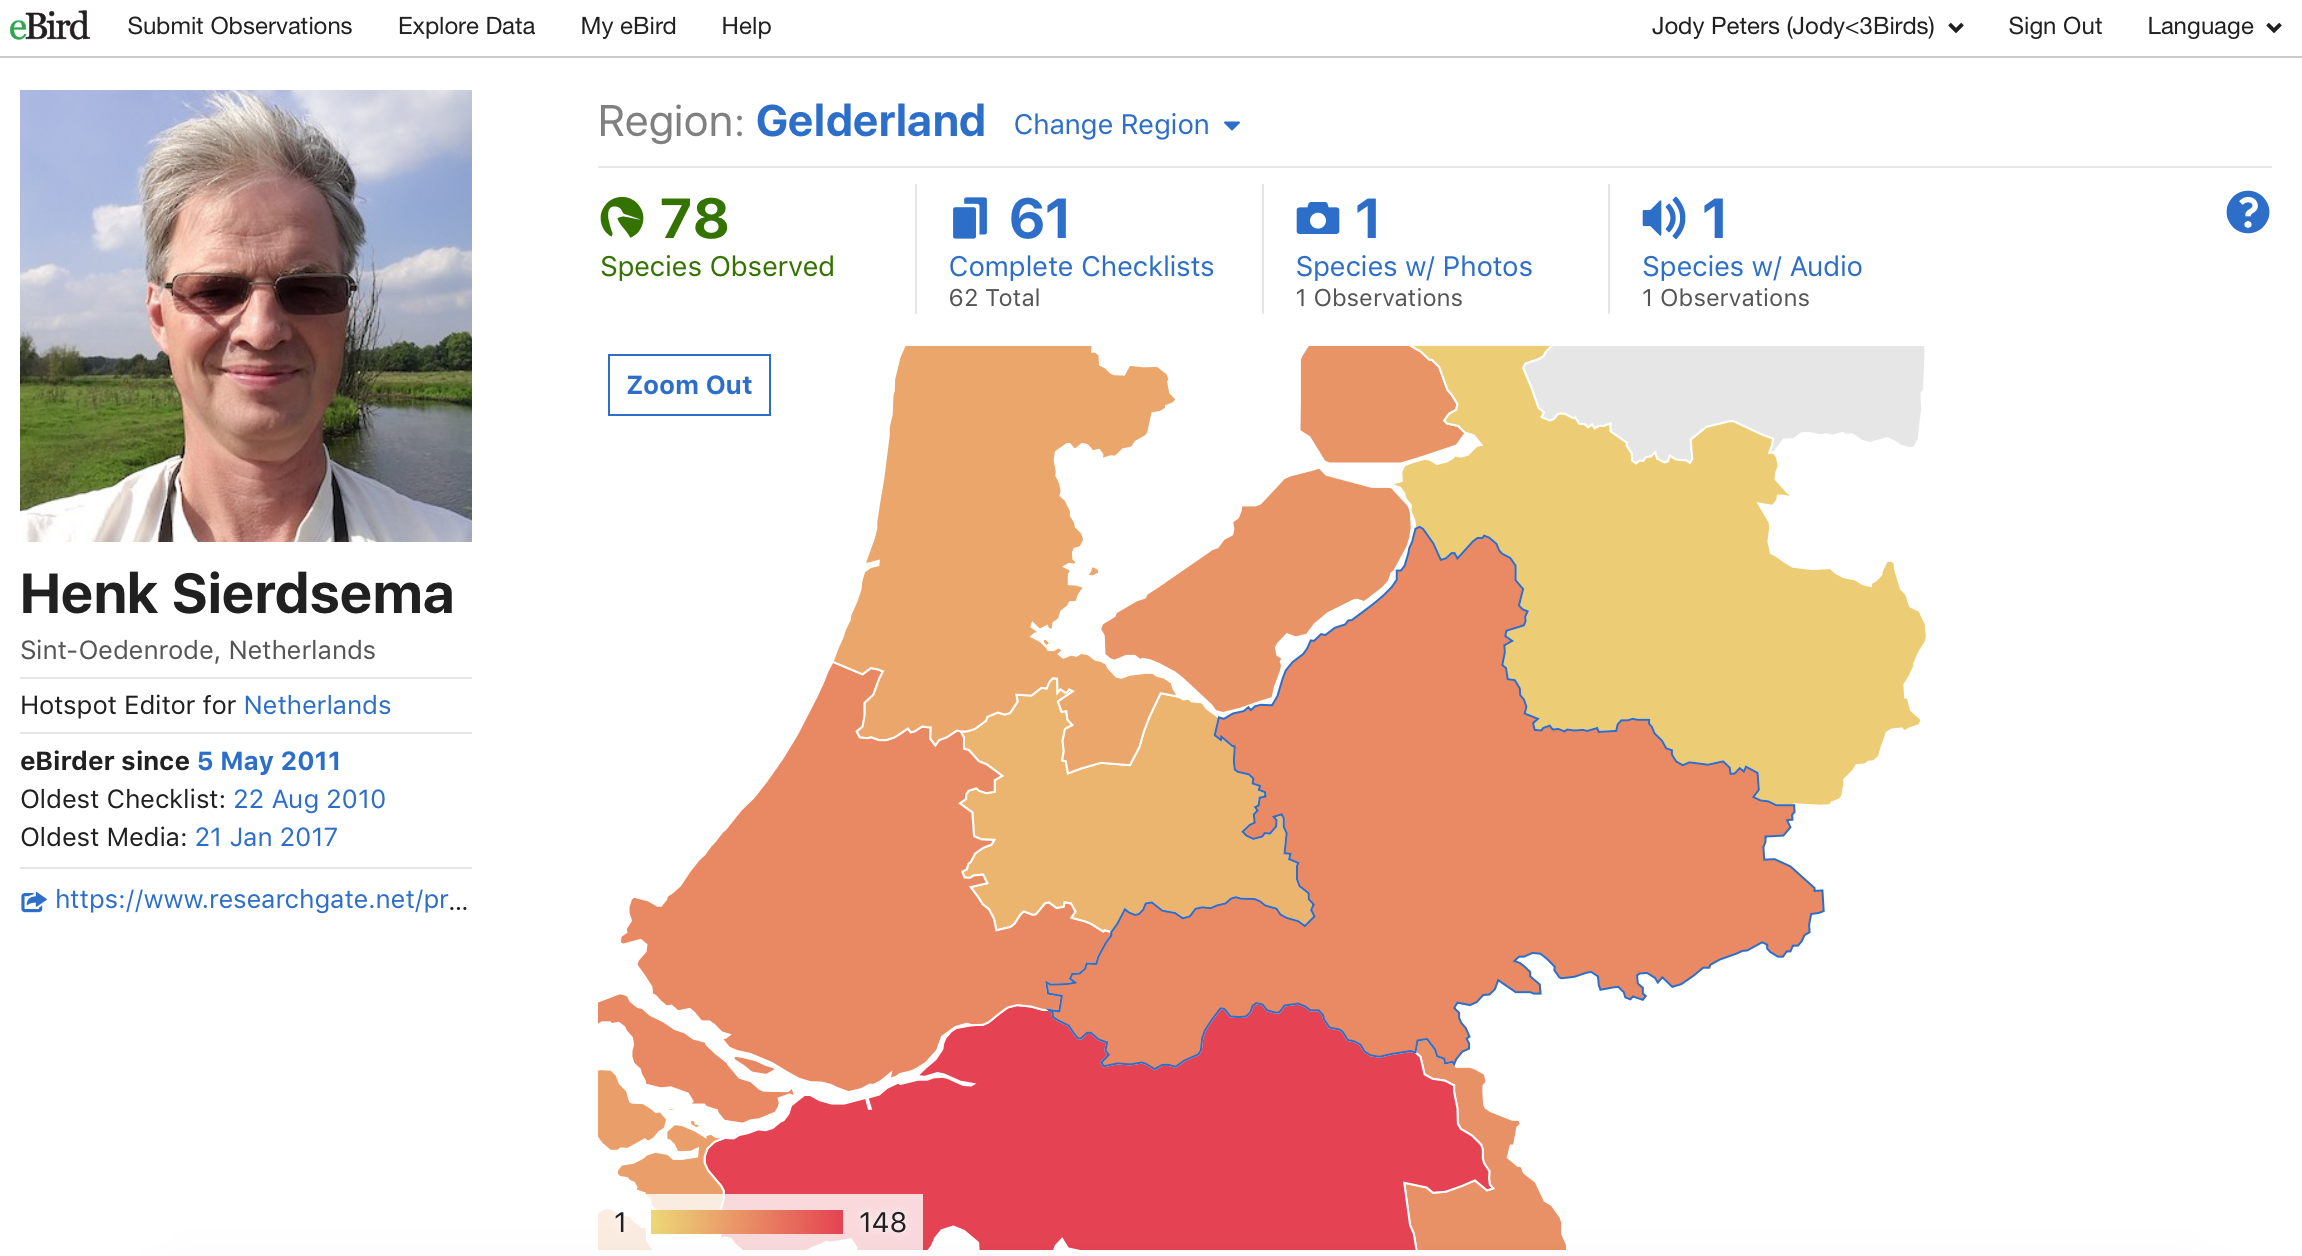 eBird Submit Observations Explore Data My eBird Help Jody Peters (Jody<3Birds) Sign Out Language
Region: Gelderland Change Region
78
Species Observed
61
Complete Checklists
62 Total
1
Species w/ Photos
1 Observations
1
Species w/ Audio
1 Observations
?
Zoom Out
Henk Sierdsema
Sint-Oedenrode, Netherlands
Hotspot Editor for Netherlands
eBirder since 5 May 2011
Oldest Checklist: 22 Aug 2010
Oldest Media: 21 Jan 2017
https://www.researchgate.net/pr...
1 148